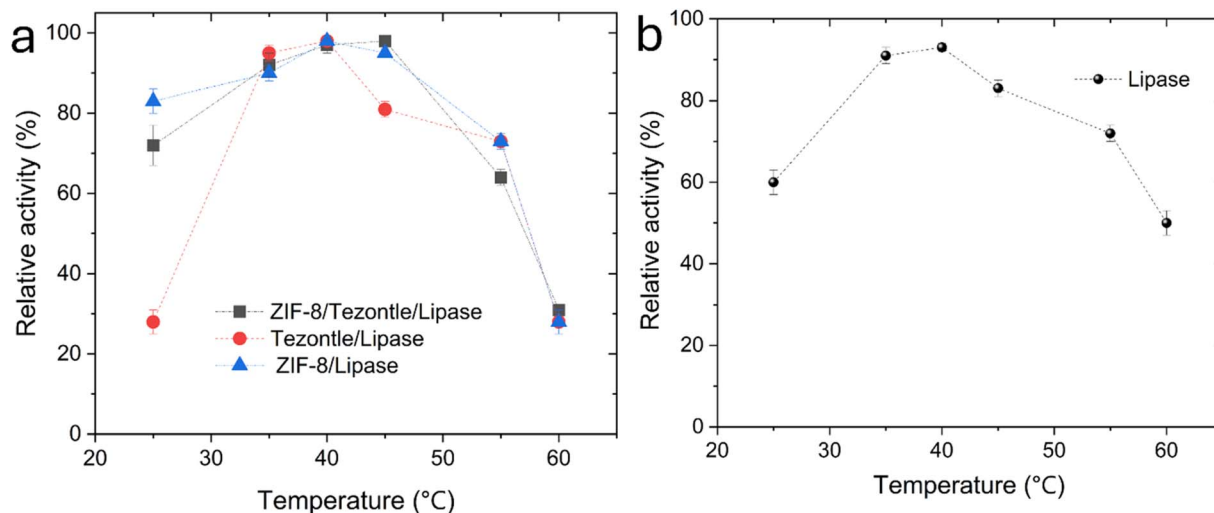 a
100
80
60
40
20
0
Relative activity (%)
ZIF-8/Tezontle/Lipase
Tezontle/Lipase
ZIF-8/Lipase
20 30 40 50 60
Temperature (°C)
b
100
80
60
40
20
0
Relative activity (%)
Lipase
20 30 40 50 60
Temperature (°C)